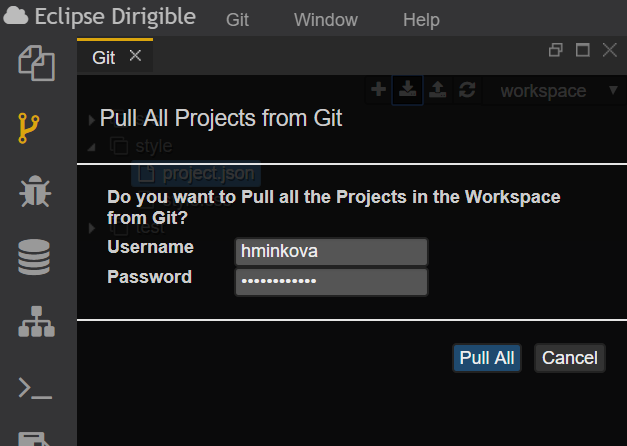 Eclipse Dirigible Git Window Help
Git
workspace
Pull All Projects from Git
style
project.json
Do you want to Pull all the Projects in the Workspace
from Git?
test
Username hminkova
Password ••••••••••••
Pull All Cancel